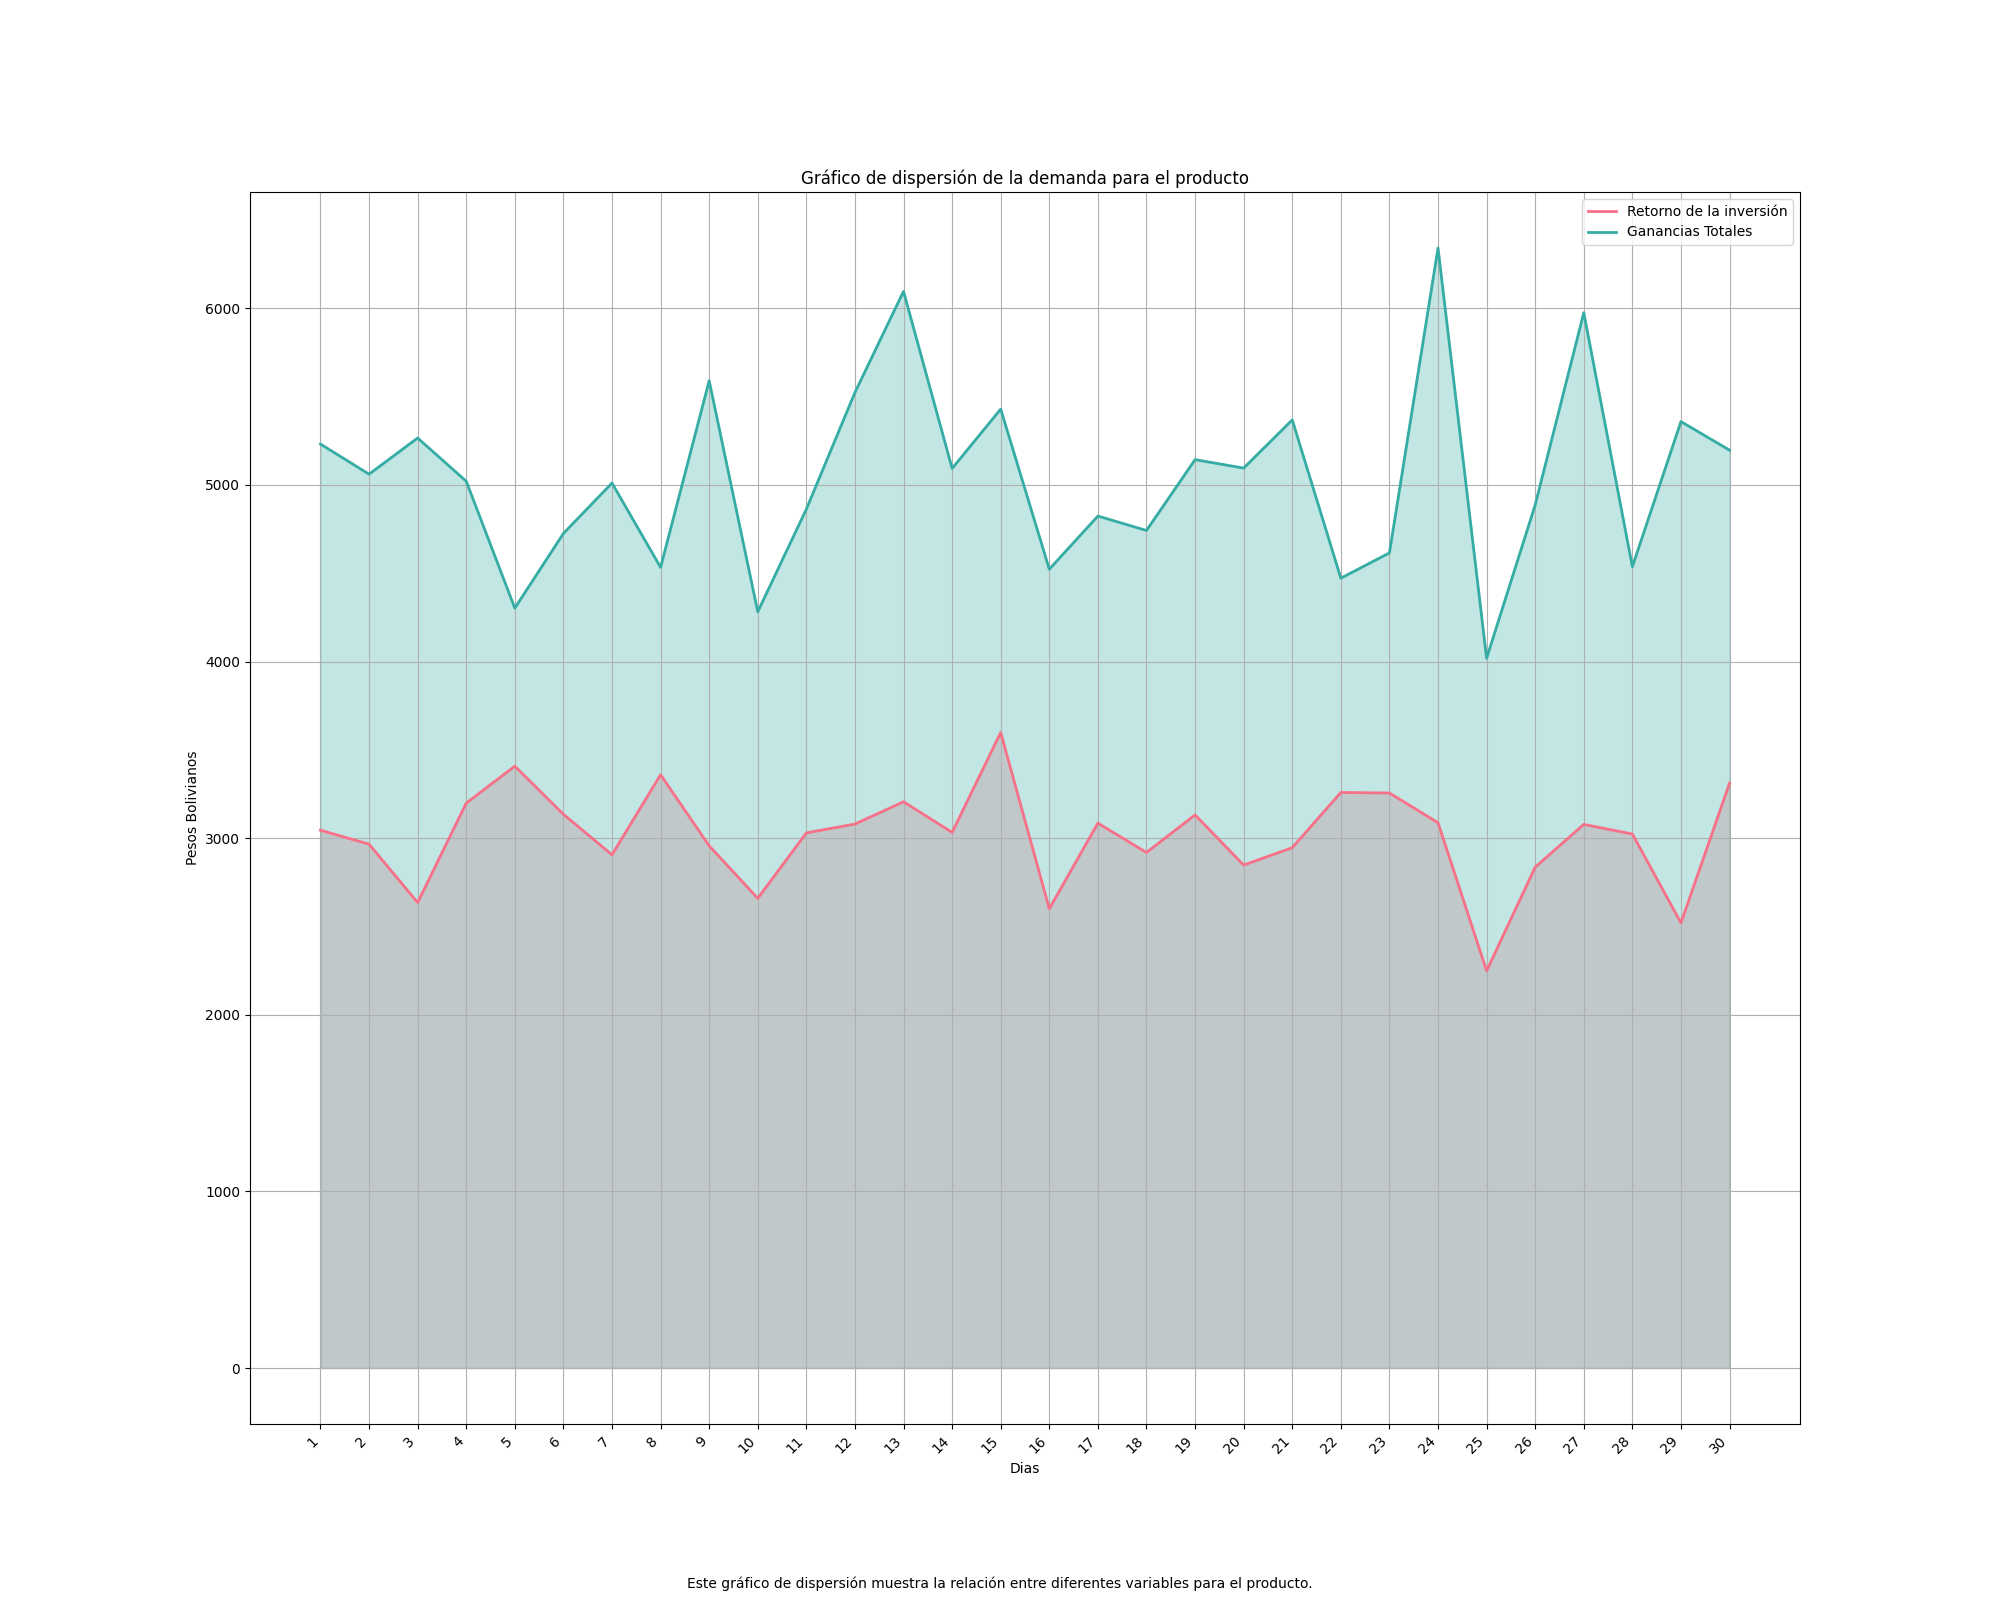 Gráfico de dispersión de la demanda para el producto
Retorno de la inversión
Ganancias Totales
6000
5000
4000
3000
2000
1000
0
Pesos Bolivianos
1 2 3 4 5 6 7 8 9 10 11 12 13 14 15 16 17 18 19 20 21 22 23 24 25 26 27 28 29 30
Dias
Este gráfico de dispersión muestra la relación entre diferentes variables para el producto.